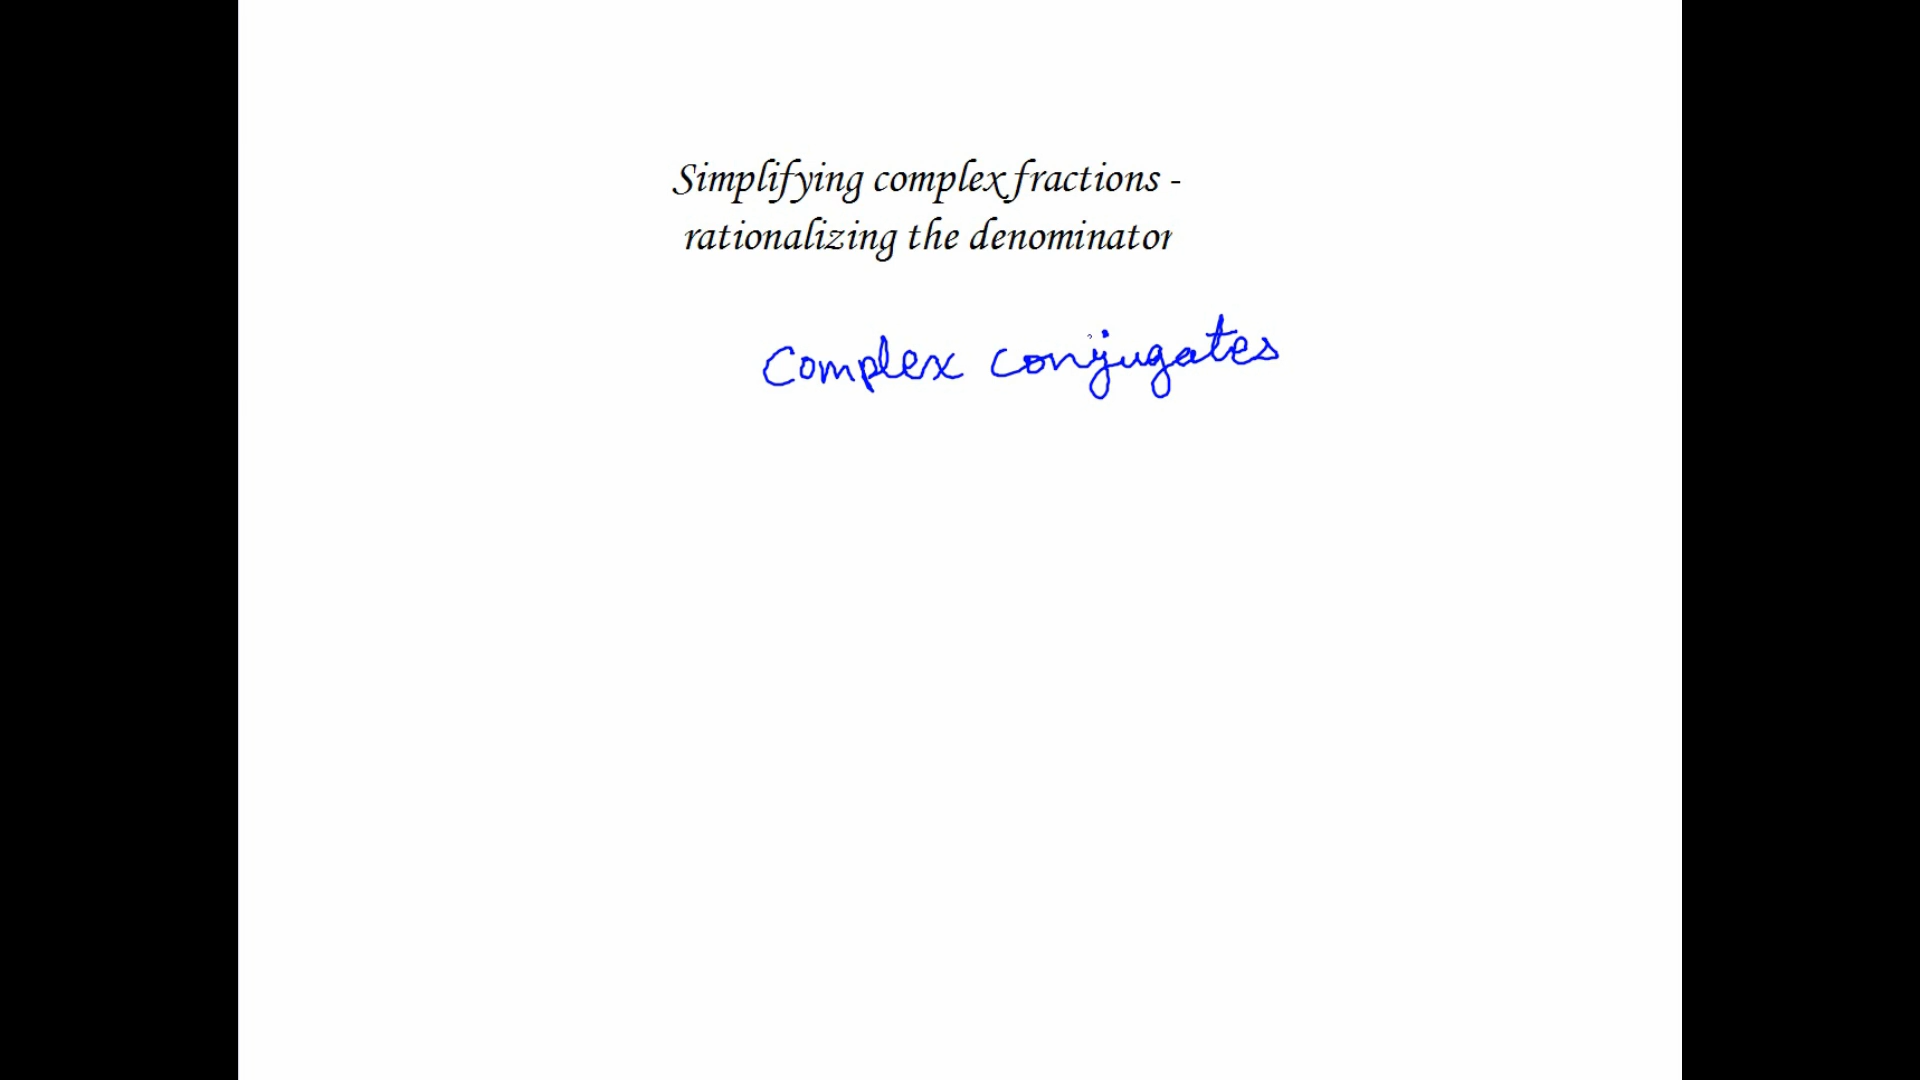 Simplifying complex fractions -
rationalizing the denominator
Complex conjugates